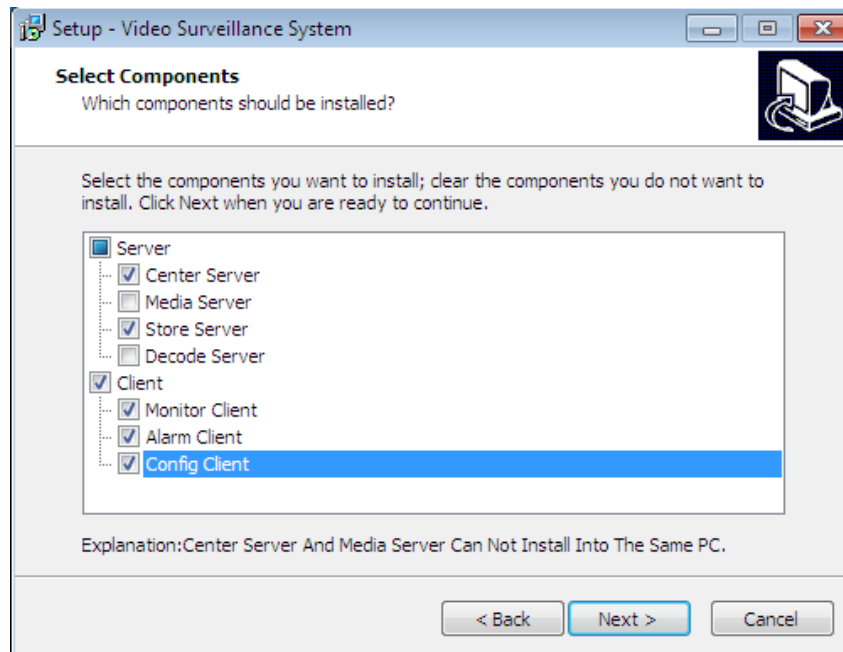 Setup - Video Surveillance System
Select Components
Which components should be installed?
Select the components you want to install; clear the components you do not want to
install. Click Next when you are ready to continue.
Server
Center Server
Media Server
Store Server
Decode Server
Client
Monitor Client
Alarm Client
Config Client
Explanation:Center Server And Media Server Can Not Install Into The Same PC.
< Back Next > Cancel